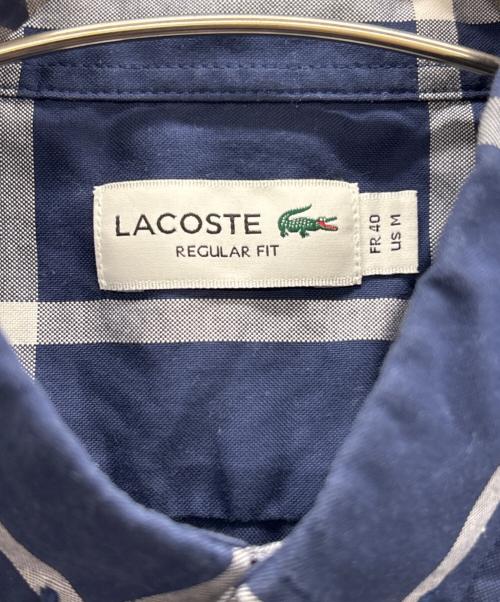 LACOSTE
REGULAR FIT
FR 40
US M